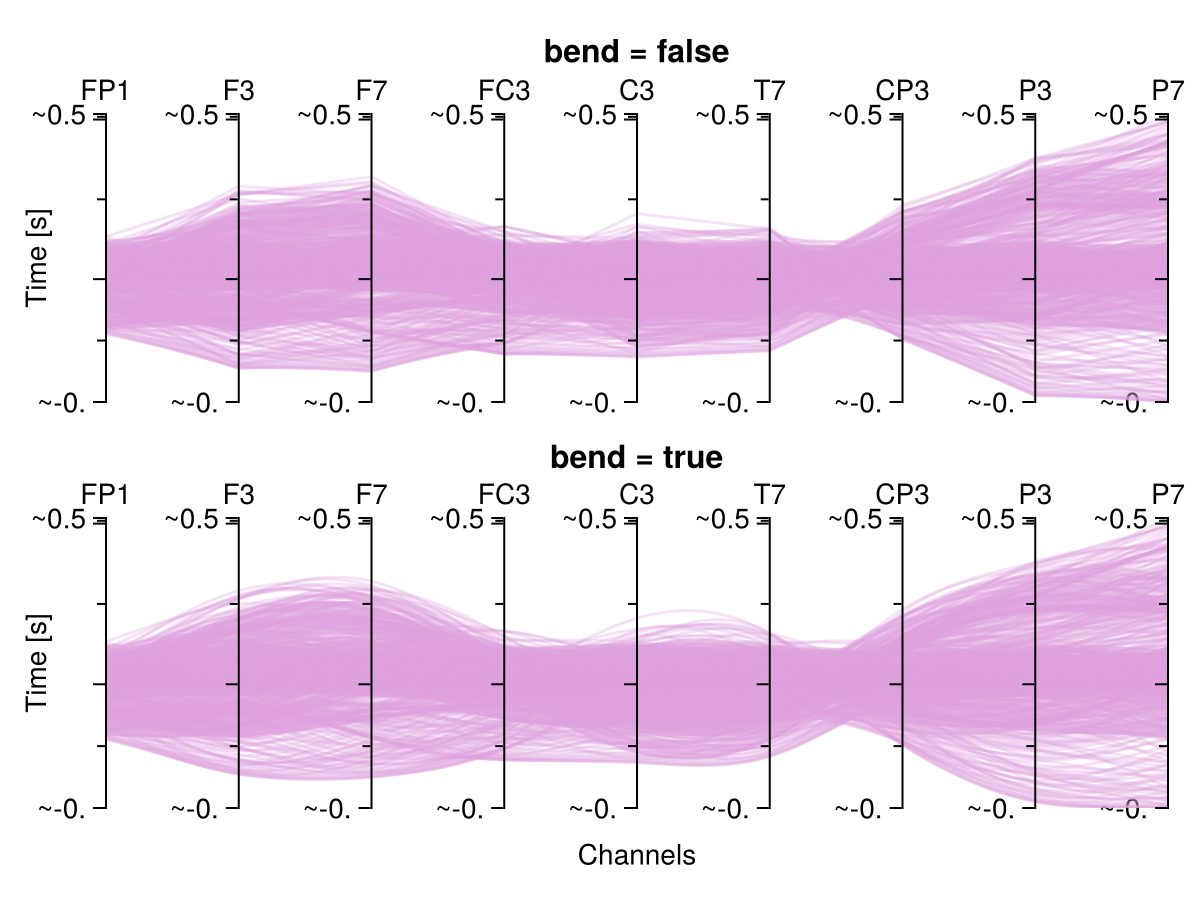 bend = false
FP1 F3 F7 FC3 C3 T7 CP3 P3 P7
~0.5 ~0.5 ~0.5 ~0.5 ~0.5 ~0.5 ~0.5 ~0.5 ~0.5
Time [s]
~-0. ~-0. ~-0. ~-0. ~-0. ~-0. ~-0. ~-0. ~-0.
bend = true
FP1 F3 F7 FC3 C3 T7 CP3 P3 P7
~0.5 ~0.5 ~0.5 ~0.5 ~0.5 ~0.5 ~0.5 ~0.5 ~0.5
Time [s]
~-0. ~-0. ~-0. ~-0. ~-0. ~-0. ~-0. ~-0. ~-0.
Channels